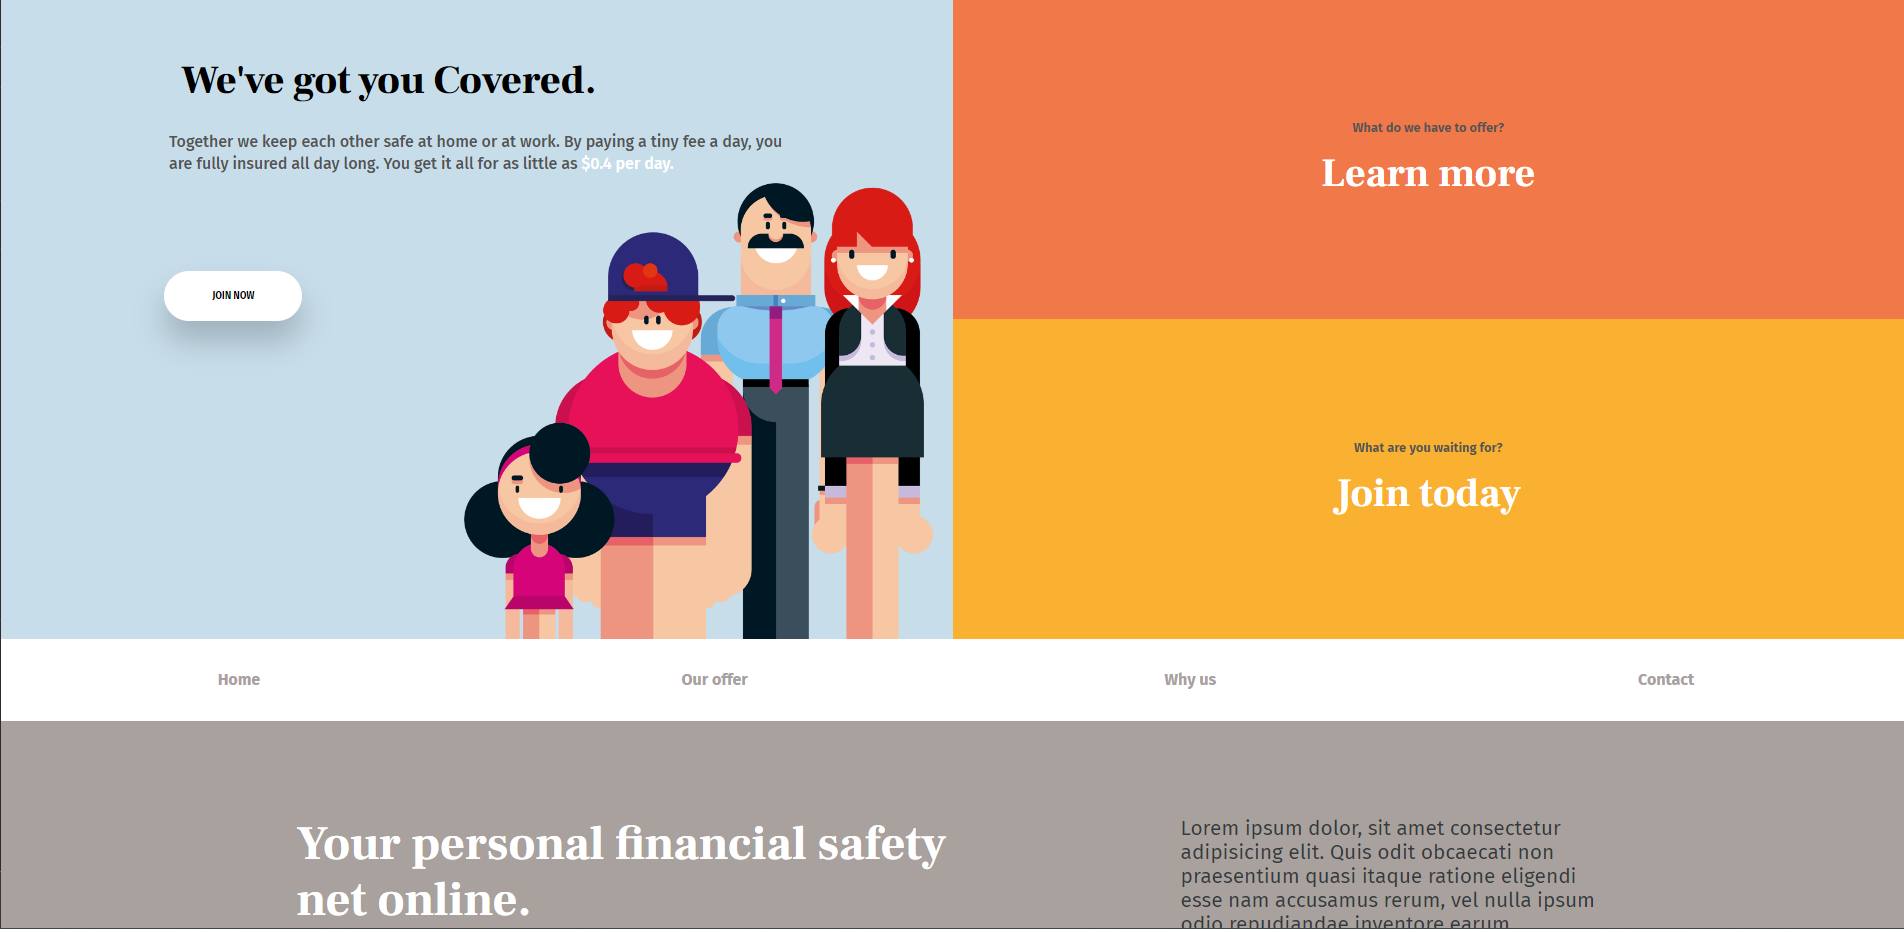 We've got you Covered.
Together we keep each other safe at home or at work. By paying a tiny fee a day, you
are fully insured all day long. You get it all for as little as $0.4 per day.
JOIN NOW
What do we have to offer?
Learn more
What are you waiting for?
Join today
Home
Our offer
Why us
Contact
Your personal financial safety
net online.
Lorem ipsum dolor, sit amet consectetur
adipisicing elit. Quis odit obcaecati non
praesentium quasi itaque ratione eligendi
esse nam accusamus rerum, vel nulla ipsum
odio repudiandae inventore earum